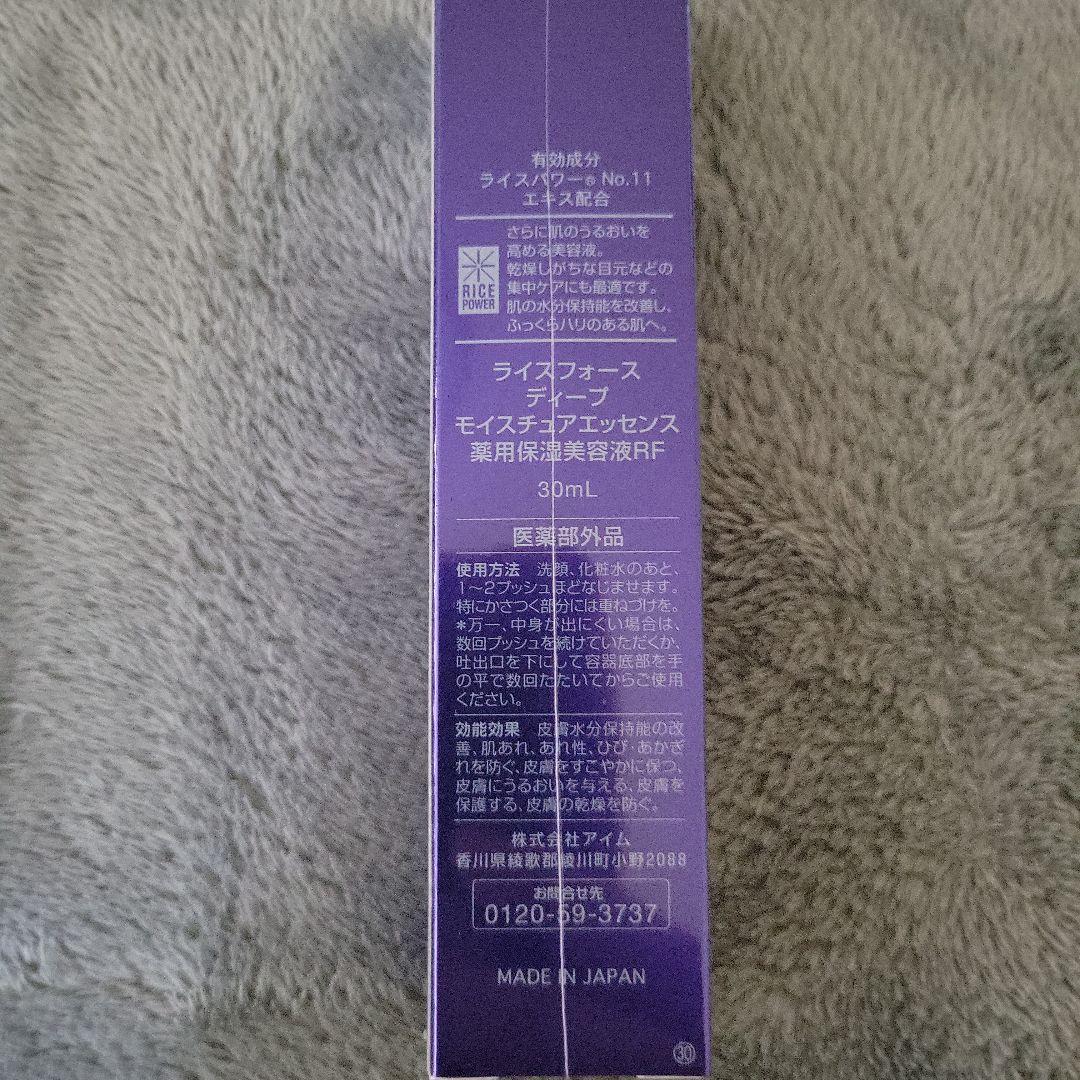 有効成分
ライスパワー® No.11
エキス配合
RICE
POWER
さらに肌のうるおいを
高める美容液。
乾燥しがちな目元などの
集中ケアにも最適です。
肌の水分保持能を改善し、
ふっくらハリのある肌へ。
ライスフォース
ディープ
モイスチュアエッセンス
薬用保湿美容液RF
30mL
医薬部外品
使用方法 洗顔、化粧水のあと、
1〜2プッシュほどなじませます。
特にかさつく部分には重ねづけを。
*万一、中身が出にくい場合は、
数回プッシュを続けていただくか、
吐出口を下にして容器底部を手
の平で数回たたいてからご使用
ください。
効能効果 皮膚水分保持能の改
善、肌あれ、あれ性、ひび・あかぎ
れを防ぐ、皮膚をすこやかに保つ、
皮膚にうるおいを与える、皮膚を
保護する、皮膚の乾燥を防ぐ。
株式会社アイム
香川県綾歌郡綾川町小野2088
お問合せ先
0120-59-3737
MADE IN JAPAN
30